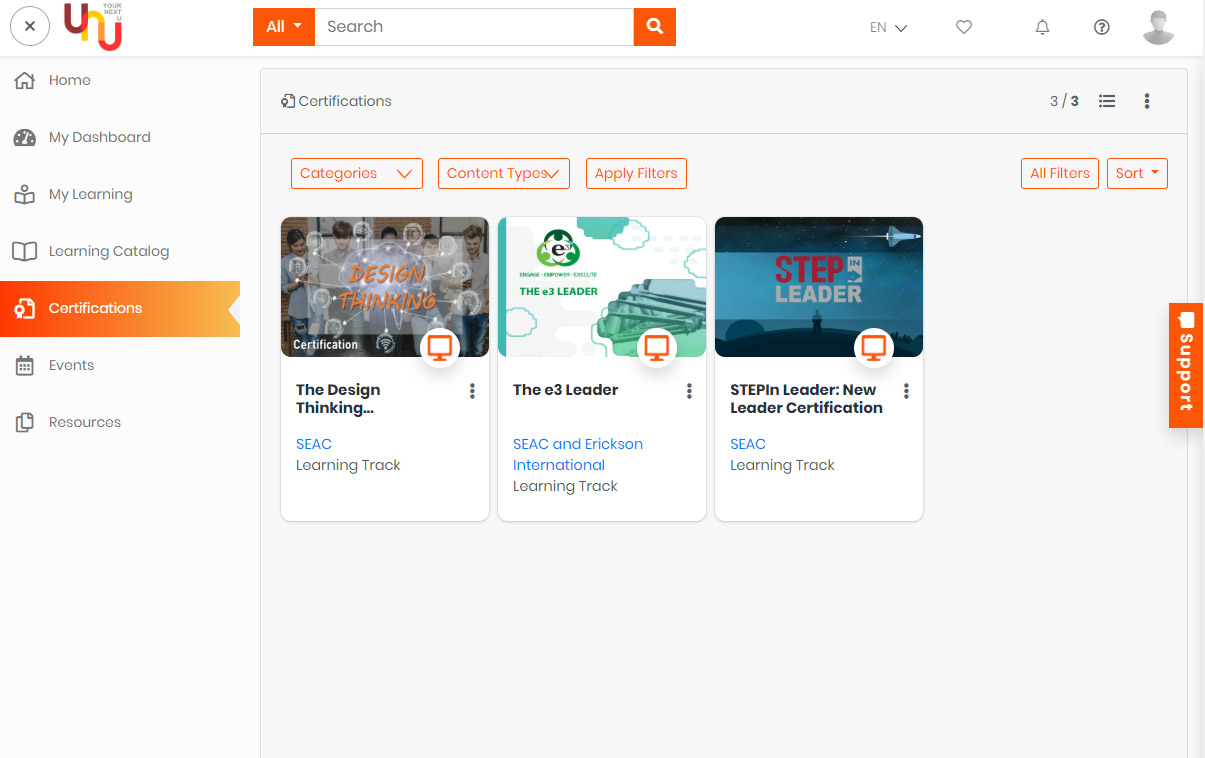 YOUR
NEXT
U
unu
All
Search
EN
Home
My Dashboard
My Learning
Learning Catalog
Certifications
Events
Resources
Certifications
3 / 3
Categories
Content Types
Apply Filters
All Filters
Sort
DESIGN
THINKING
Certification
The Design
Thinking...
SEAC
Learning Track
e3
ENGAGE - EMPOWER - EXECUTE
THE e3 LEADER
The e3 Leader
SEAC and Erickson
International
Learning Track
STEP IN
LEADER
STEPIn Leader: New
Leader Certification
SEAC
Learning Track
Support